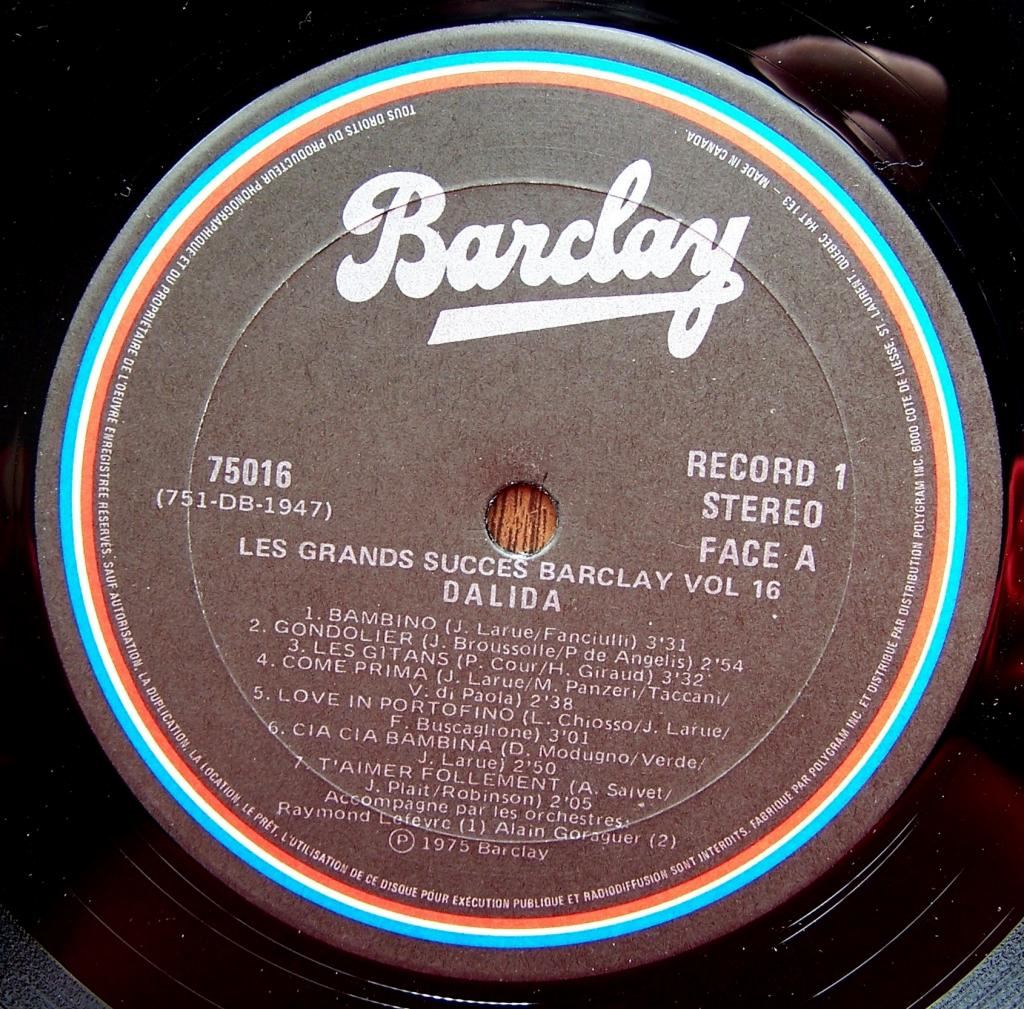 Barclay
75016
(751-DB-1947)
RECORD 1
STEREO
FACE A
LES GRANDS SUCCES BARCLAY VOL 16
DALIDA
1. BAMBINO (J. Larue/Fanciulli) 3'31
2. GONDOLIER (J. Broussolle/P de Angelis) 2'54
3. LES GITANS (P. Cour/H. Giraud) 3'32
4. COME PRIMA (J. Larue/M. Panzeri/Taccani/
V. di Paola) 2'38
5. LOVE IN PORTOFINO (L. Chiosso/J. Larue/
F. Buscaglione) 3'01
6. CIA CIA BAMBINA (D. Modugno/Verde/
J. Larue) 2'50
7. T'AIMER FOLLEMENT (A. Salvet/
J. Plait/Robinson) 2'05
Accompagne par les orchestres:
Raymond Lefevre (1) Alain Goraguer (2)
Ⓟ 1975 Barclay
TOUS DROITS DU PRODUCTEUR PHONOGRAPHIQUE ET DU PROPRIÉTAIRE DE L'OEUVRE ENREGISTRÉE RÉSERVÉS. SAUF AUTORISATION, LA DUPLICATION, LA LOCATION, LE PRÊT, L'UTILISATION DE CE DISQUE POUR EXÉCUTION PUBLIQUE ET RADIODIFFUSION SONT INTERDITS. FABRIQUÉ PAR POLYGRAM INC. ET DISTRIBUÉ PAR DISTRIBUTION POLYGRAM INC. 6000 COTE DE LIESSE, ST. LAURENT, QUEBEC H4T 1E3 — MADE IN CANADA.